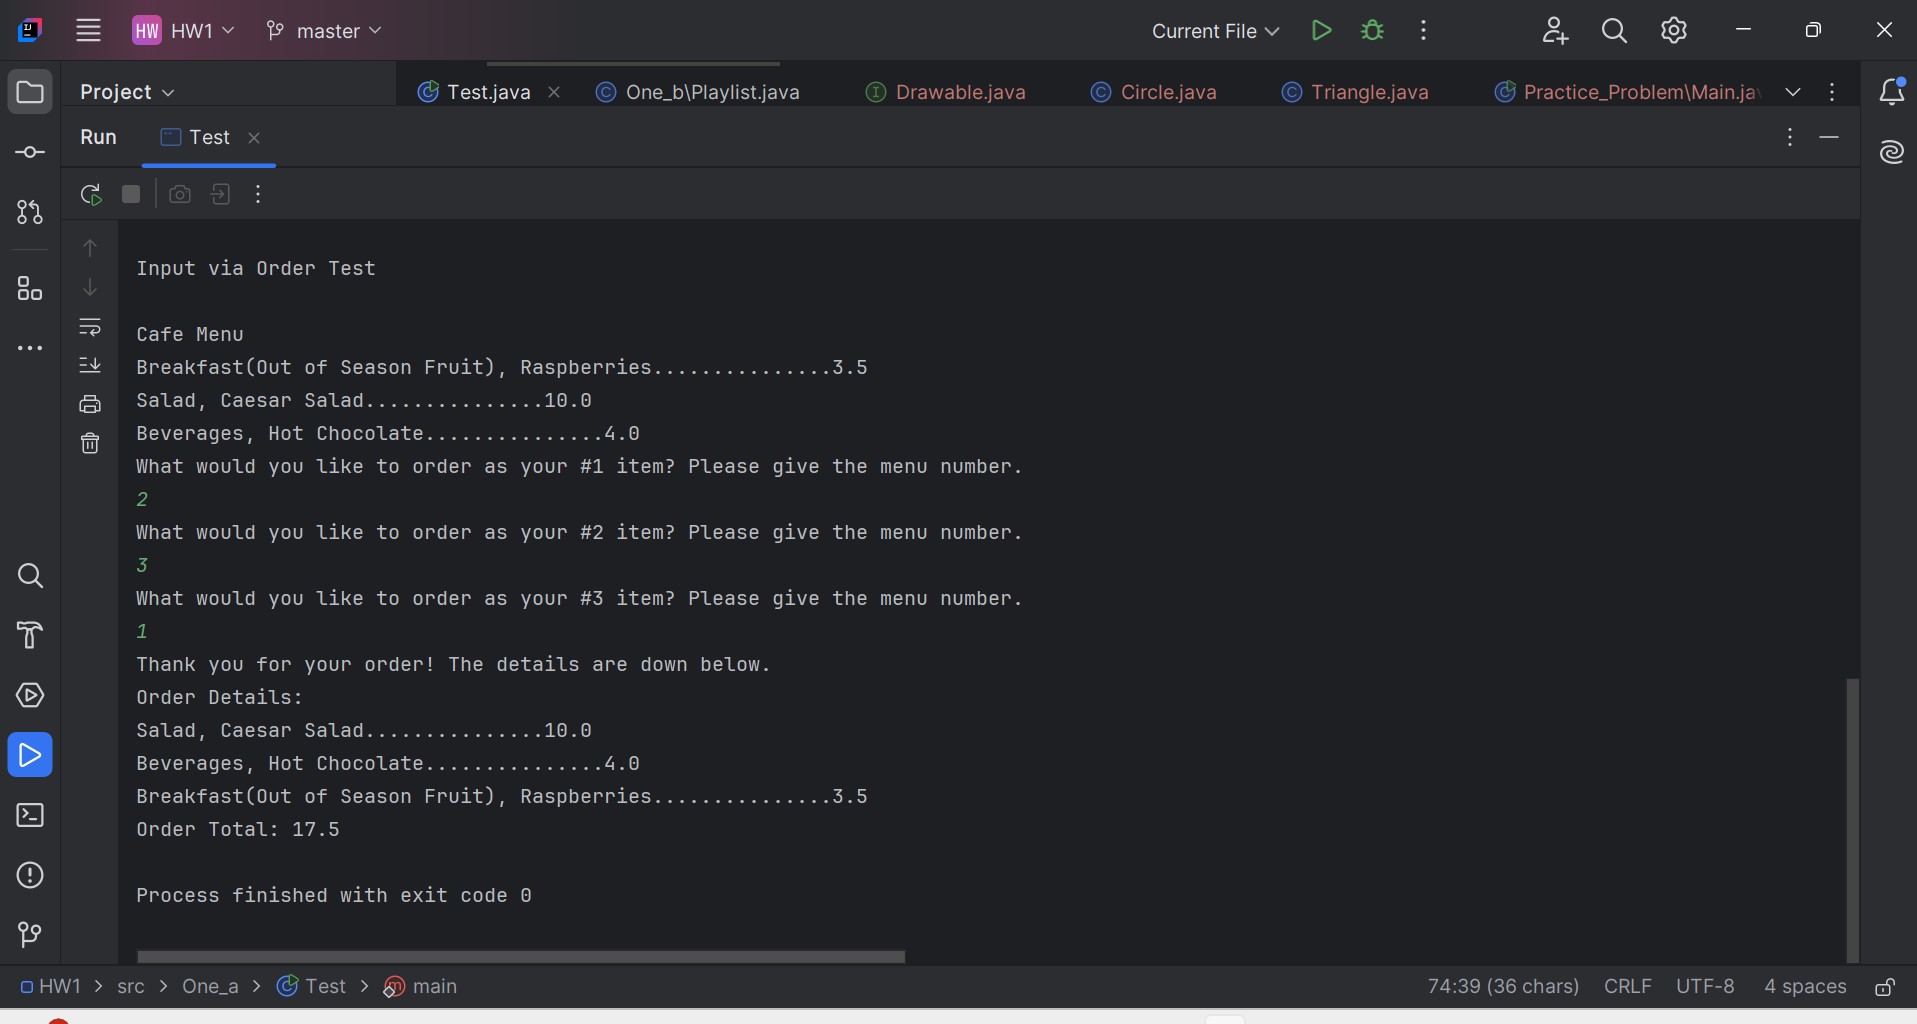 HW HW1 master Current File
Project Test.java One_b\Playlist.java Drawable.java Circle.java Triangle.java Practice_Problem\Main.jav
Run Test
Input via Order Test
Cafe Menu
Breakfast(Out of Season Fruit), Raspberries...............3.5
Salad, Caesar Salad...............10.0
Beverages, Hot Chocolate...............4.0
What would you like to order as your #1 item? Please give the menu number.
2
What would you like to order as your #2 item? Please give the menu number.
3
What would you like to order as your #3 item? Please give the menu number.
1
Thank you for your order! The details are down below.
Order Details:
Salad, Caesar Salad...............10.0
Beverages, Hot Chocolate...............4.0
Breakfast(Out of Season Fruit), Raspberries...............3.5
Order Total: 17.5
Process finished with exit code 0
HW1 > src > One_a > Test > main 74:39 (36 chars) CRLF UTF-8 4 spaces